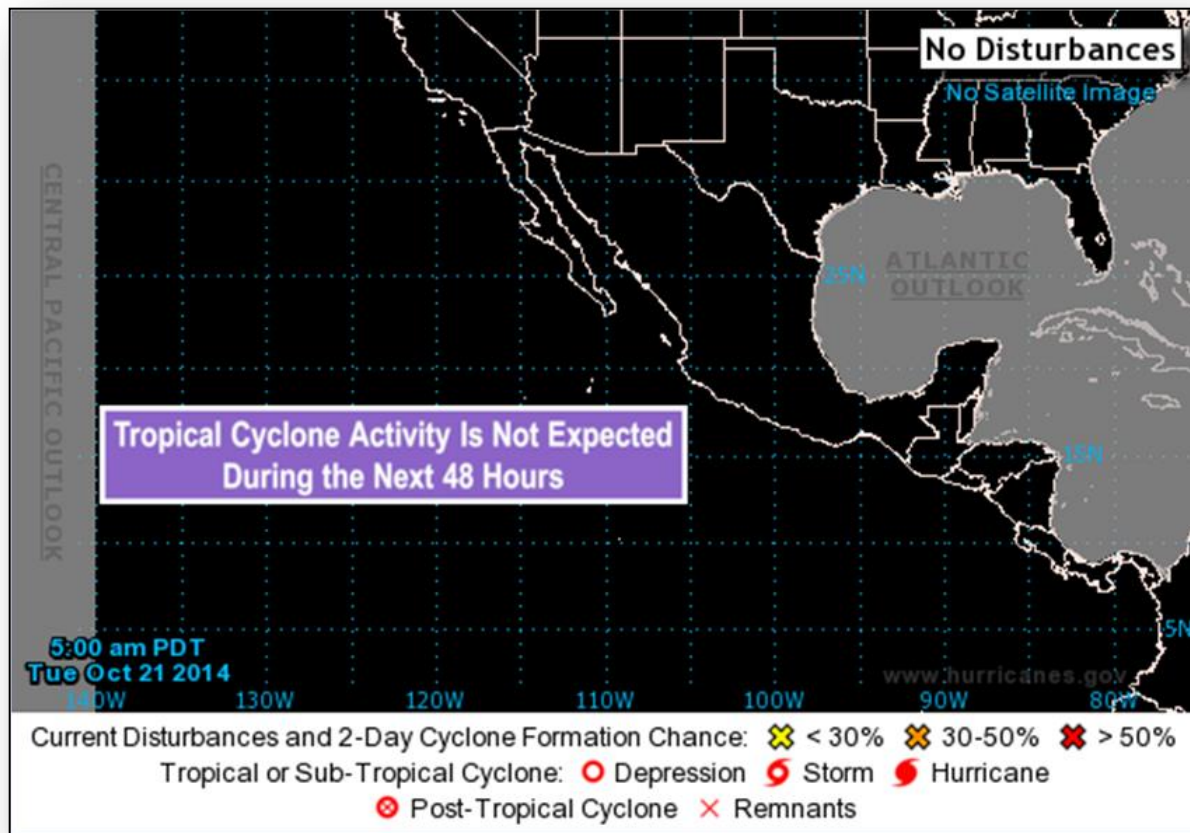 No Disturbances
No Satellite Image
CENTRAL PACIFIC OUTLOOK
ATLANTIC
OUTLOOK
25N
Tropical Cyclone Activity Is Not Expected
During the Next 48 Hours
15N
5N
5:00 am PDT
Tue Oct 21 2014
www.hurricanes.gov
140W 130W 120W 110W 100W 90W 80W
Current Disturbances and 2-Day Cyclone Formation Chance: < 30% 30-50% > 50%
Tropical or Sub-Tropical Cyclone: Depression Storm Hurricane
Post-Tropical Cyclone Remnants